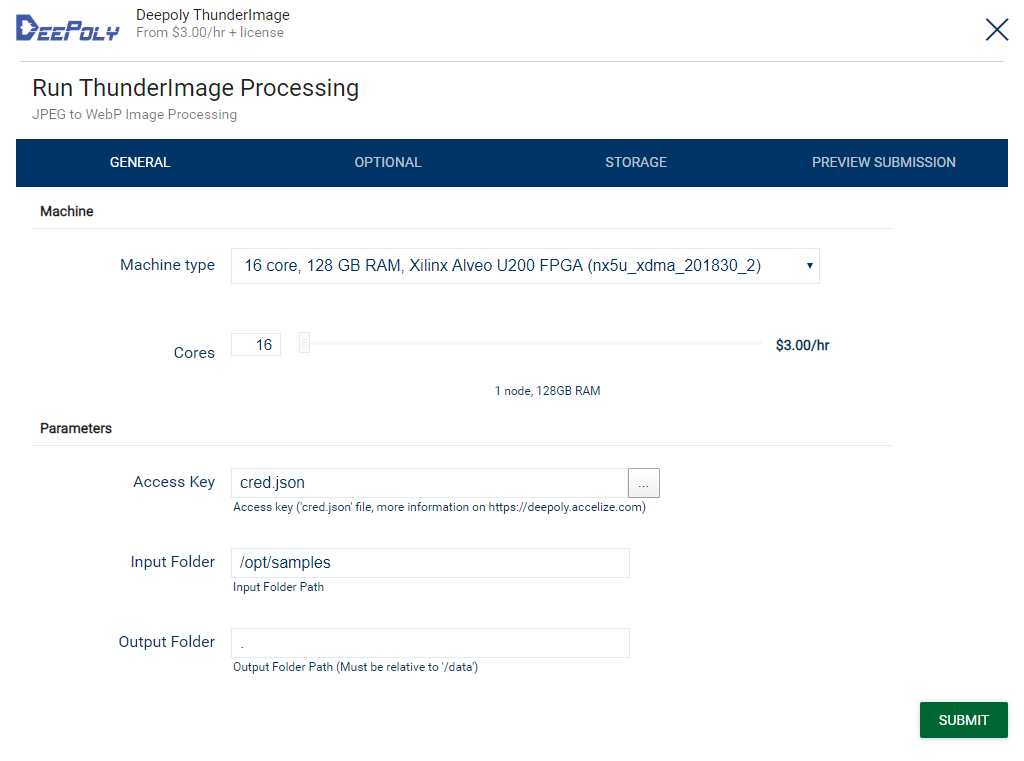 DEEPOLY
Deepoly ThunderImage
From $3.00/hr + license
Run ThunderImage Processing
JPEG to WebP Image Processing
GENERAL OPTIONAL STORAGE PREVIEW SUBMISSION
Machine
Machine type 16 core, 128 GB RAM, Xilinx Alveo U200 FPGA (nx5u_xdma_201830_2)
Cores 16 $3.00/hr
1 node, 128GB RAM
Parameters
Access Key cred.json ...
Access key ('cred.json' file, more information on https://deepoly.accelize.com)
Input Folder /opt/samples
Input Folder Path
Output Folder .
Output Folder Path (Must be relative to '/data')
SUBMIT